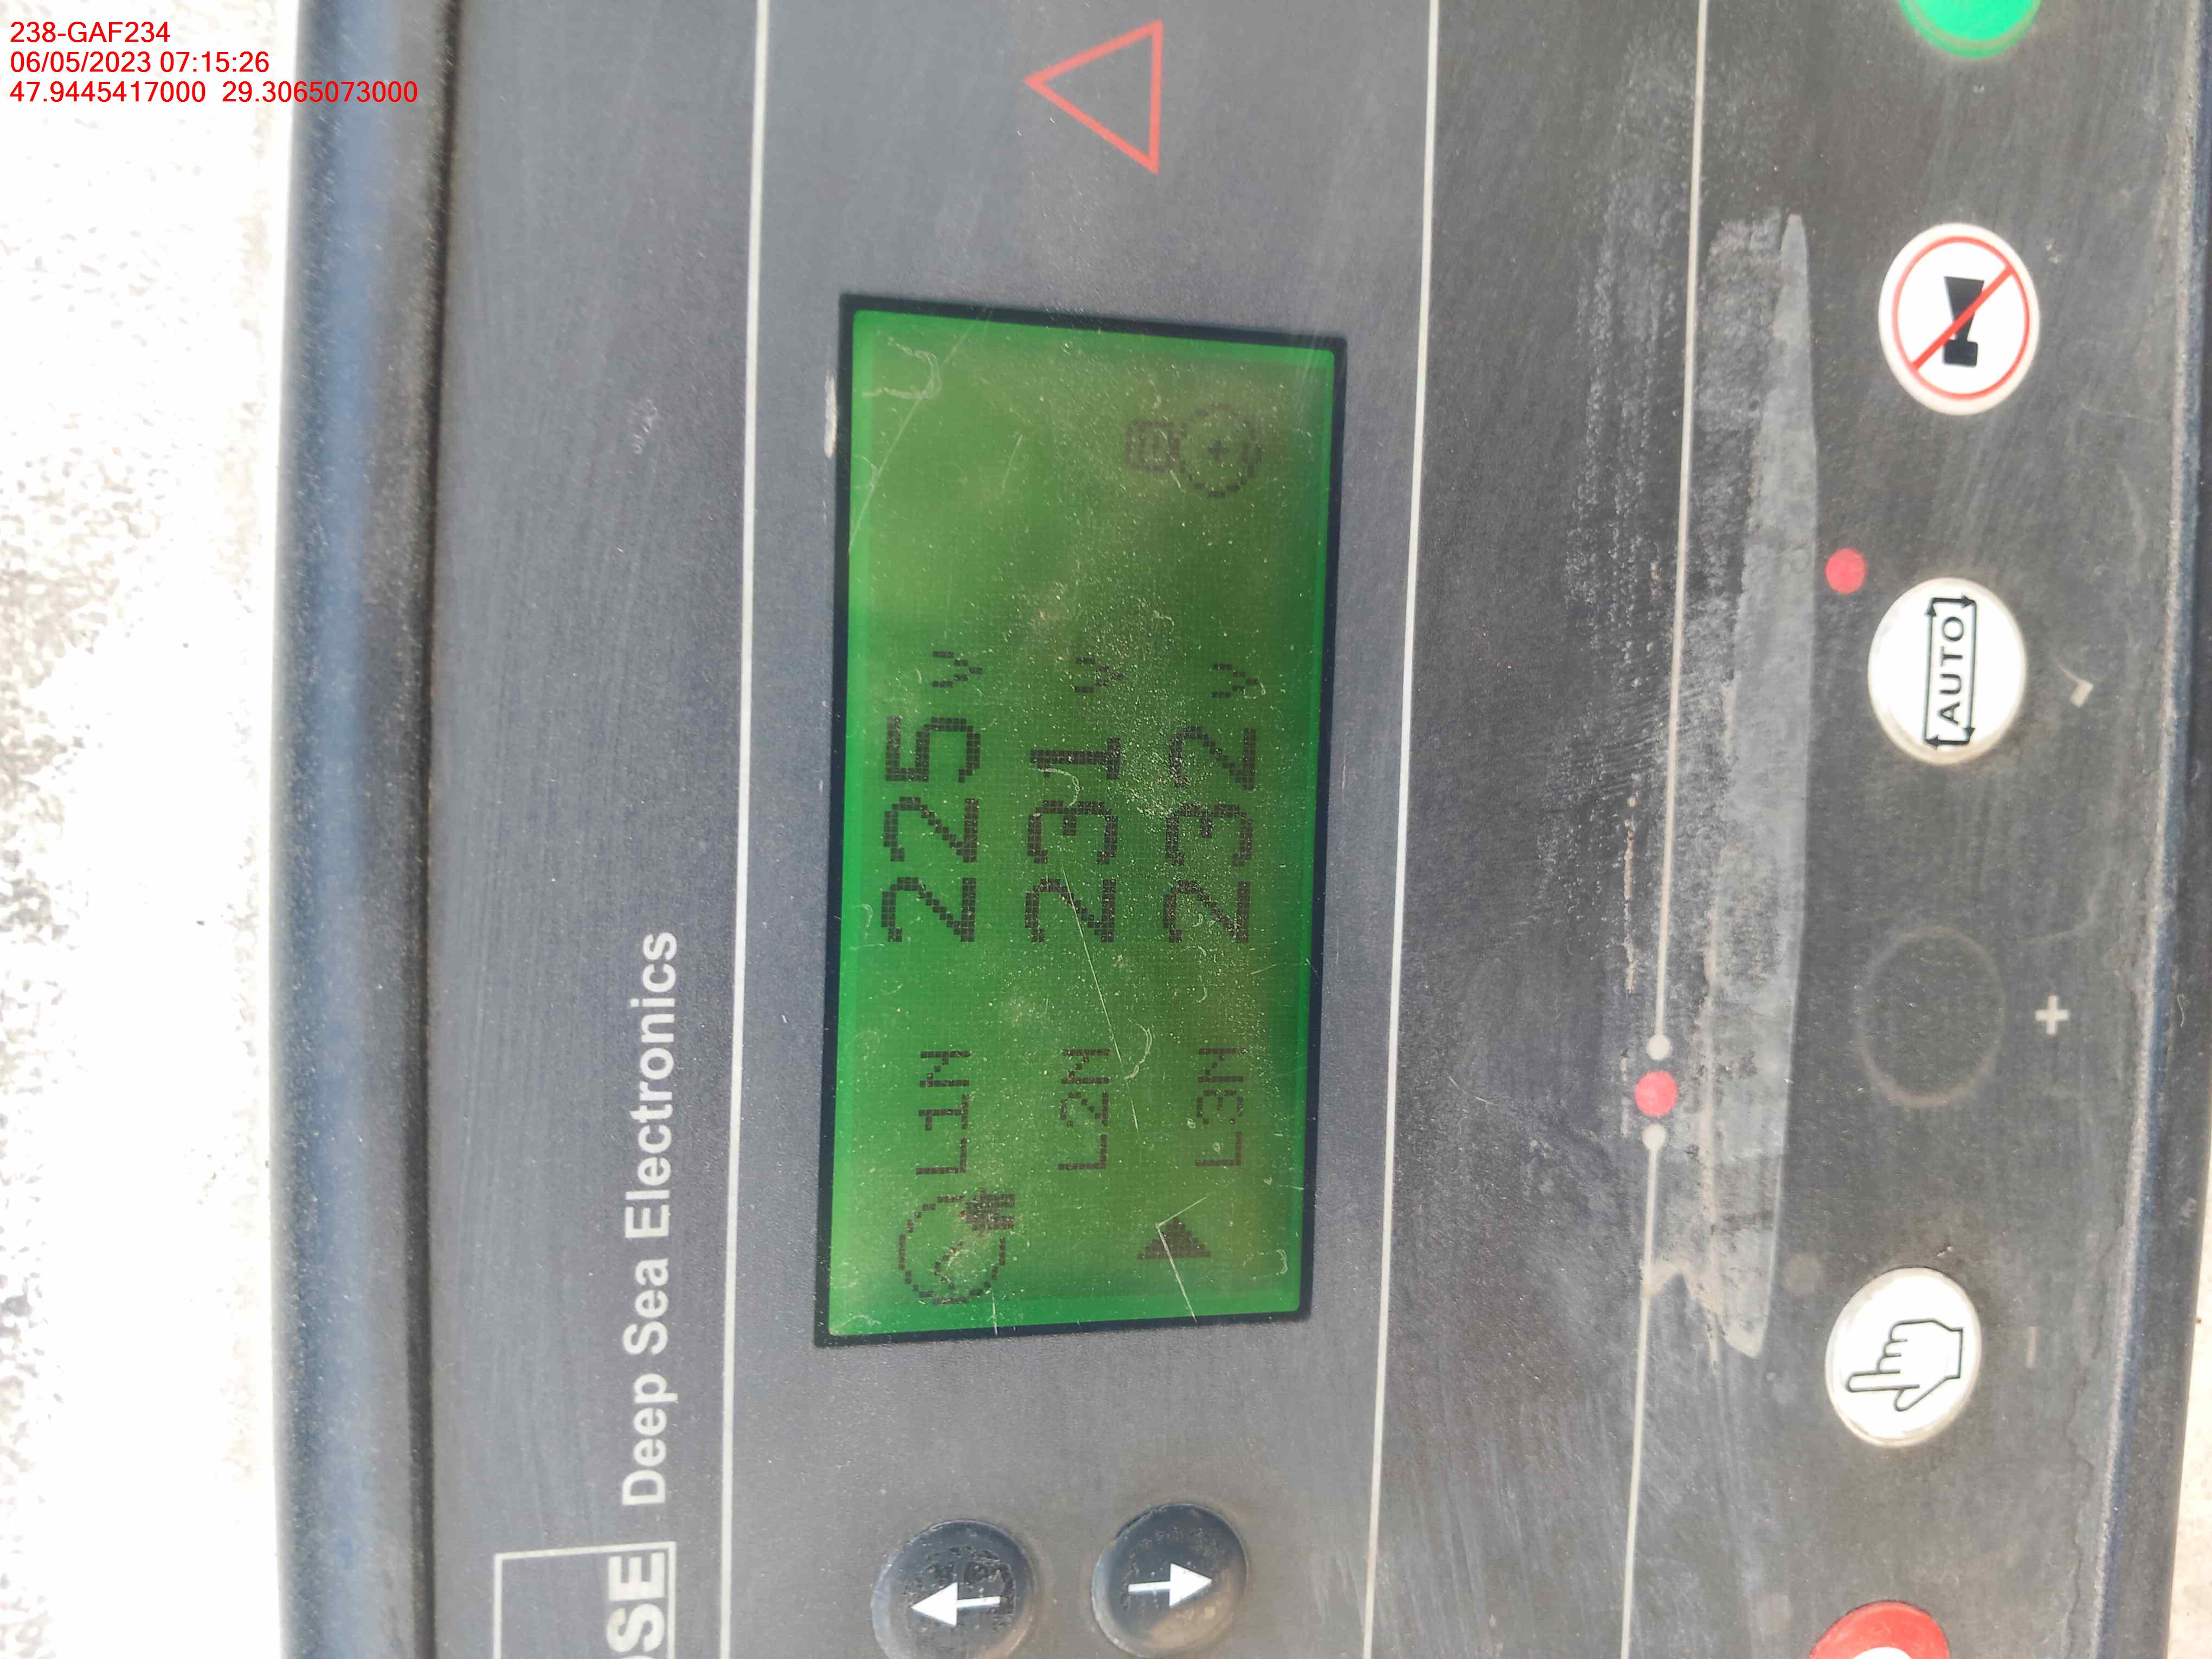 238-GAF234
06/05/2023 07:15:26
47.9445417000 29.3065073000
DSE Deep Sea Electronics
L1N 225 v
L2N 231 v
L3N 232 v
AUTO